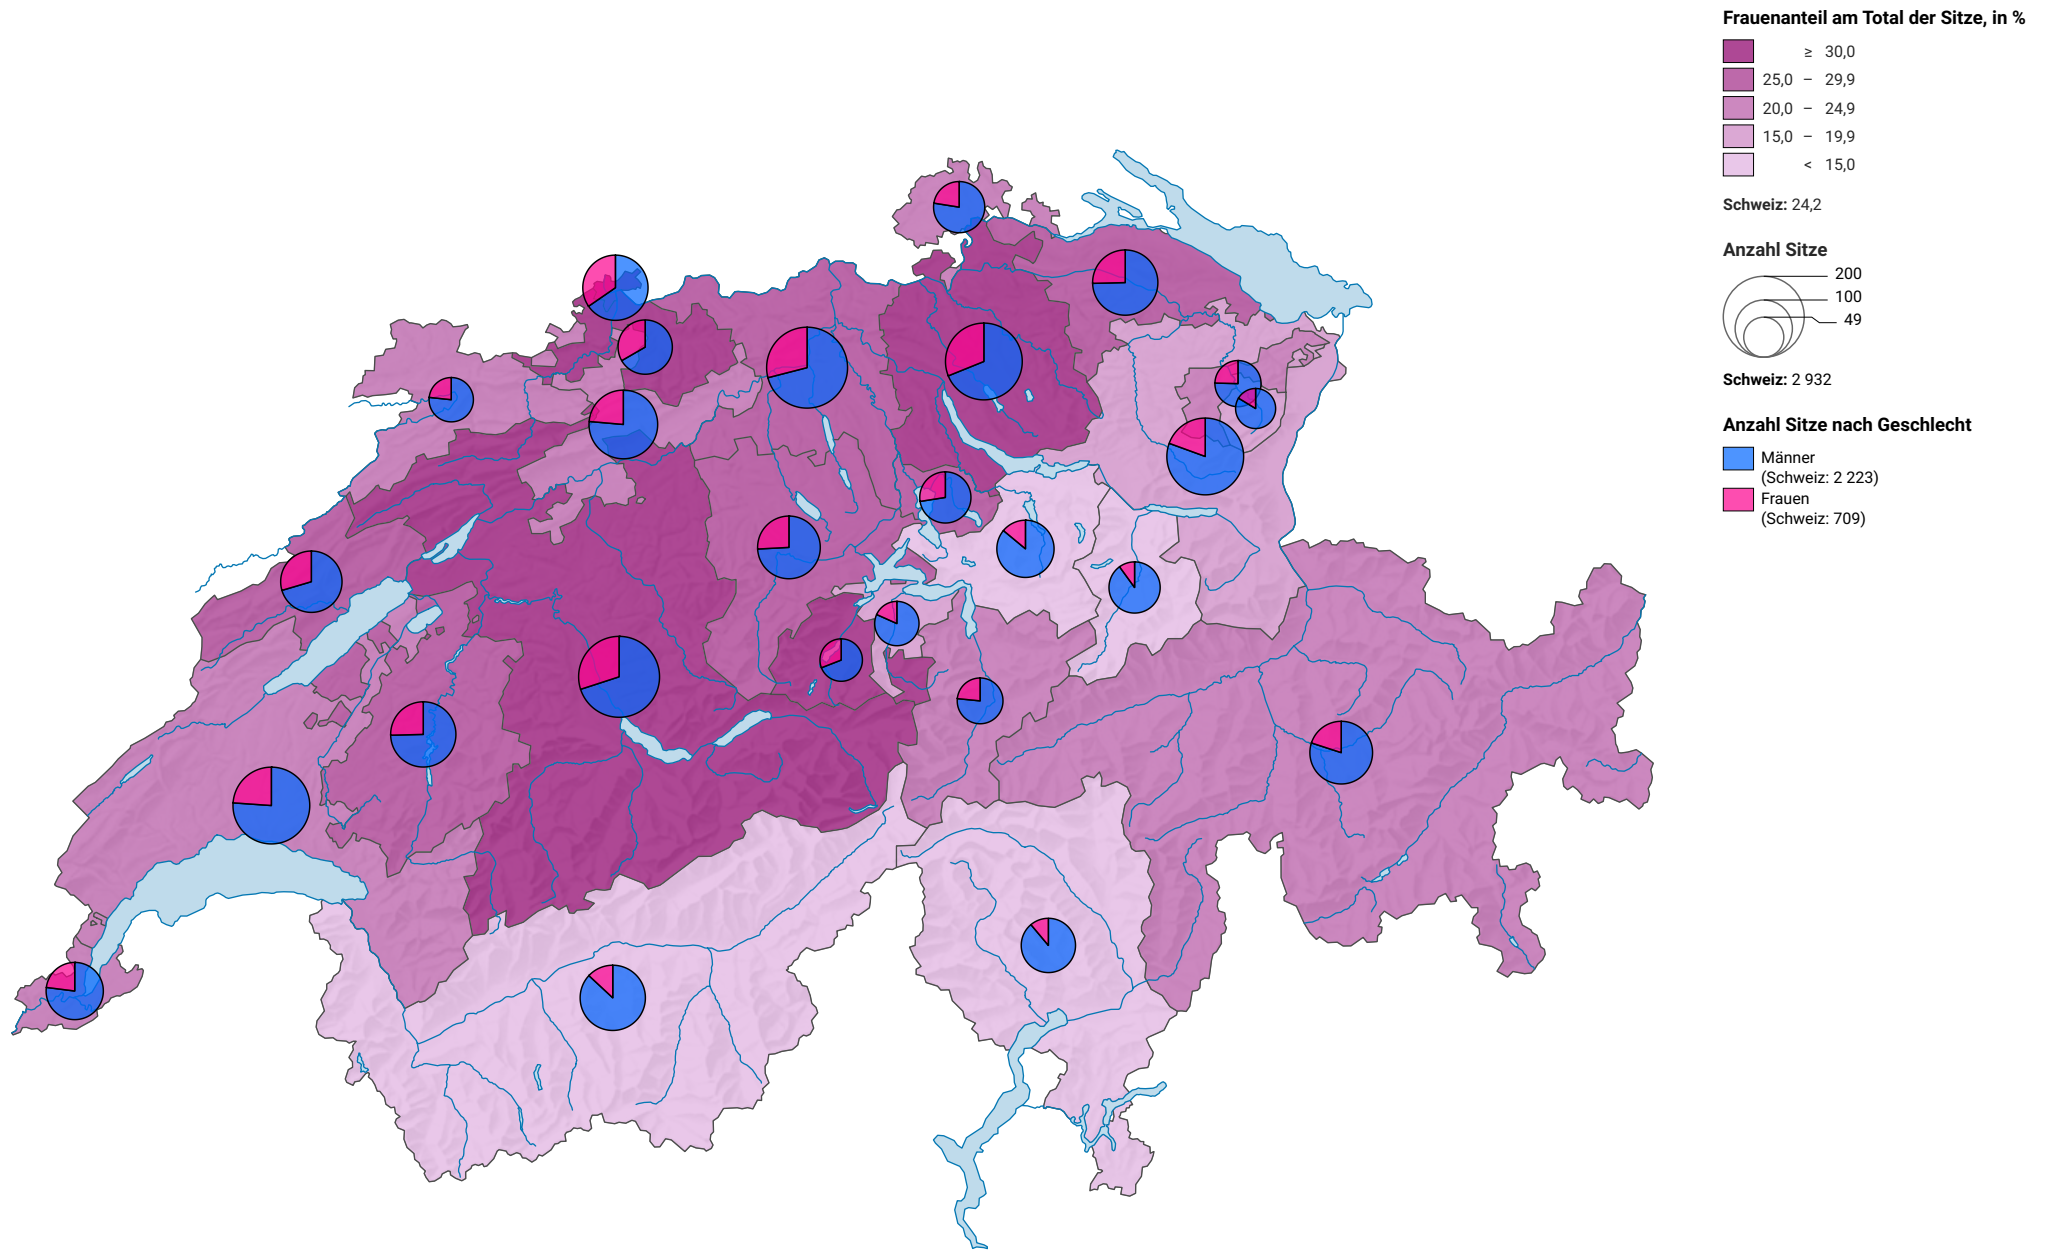 Frauenanteil am Total der Sitze, in %
≥ 30,0
25,0 – 29,9
20,0 – 24,9
15,0 – 19,9
< 15,0
Schweiz: 24,2
Anzahl Sitze
200
100
49
Schweiz: 2 932
Anzahl Sitze nach Geschlecht
Männer
(Schweiz: 2 223)
Frauen
(Schweiz: 709)